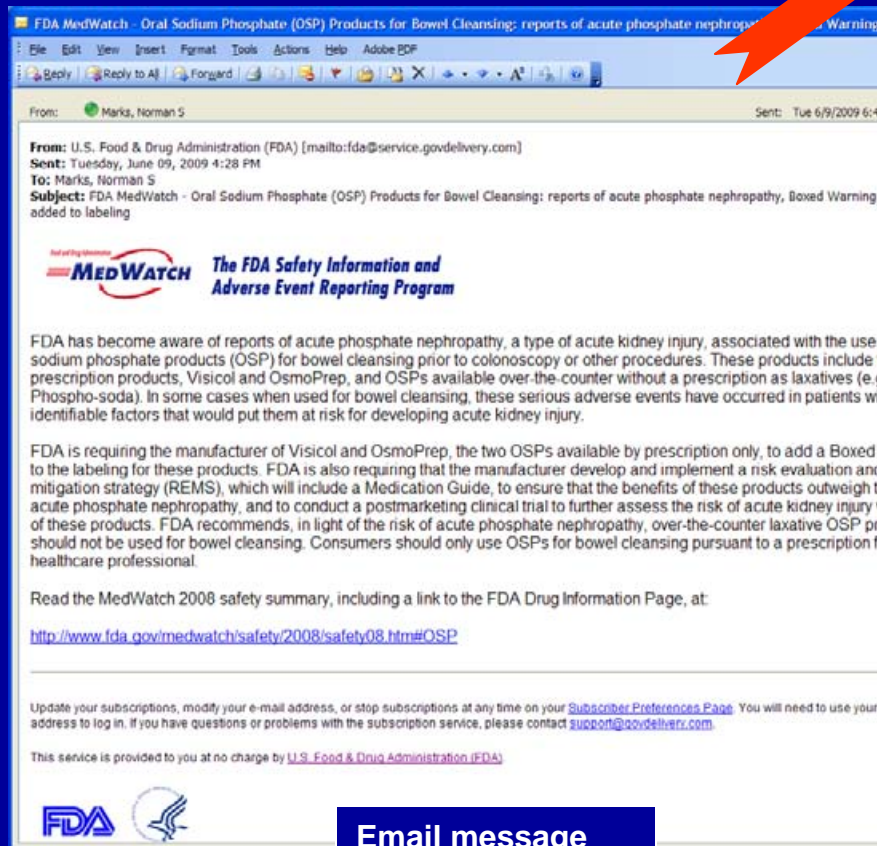 FDA MedWatch - Oral Sodium Phosphate (OSP) Products for Bowel Cleansing: reports of acute phosphate nephropat Warning
File Edit View Insert Format Tools Actions Help Adobe PDF
Reply Reply to All Forward
From: Marks, Norman S Sent: Tue 6/9/2009 6:4
From: U.S. Food & Drug Administration (FDA) [mailto:fda@service.govdelivery.com]
Sent: Tuesday, June 09, 2009 4:28 PM
To: Marks, Norman S
Subject: FDA MedWatch - Oral Sodium Phosphate (OSP) Products for Bowel Cleansing: reports of acute phosphate nephropathy, Boxed Warning
added to labeling
MEDWATCH The FDA Safety Information and
Adverse Event Reporting Program
FDA has become aware of reports of acute phosphate nephropathy, a type of acute kidney injury, associated with the use
sodium phosphate products (OSP) for bowel cleansing prior to colonoscopy or other procedures. These products include
prescription products, Visicol and OsmoPrep, and OSPs available over-the-counter without a prescription as laxatives (e.g
Phospho-soda). In some cases when used for bowel cleansing, these serious adverse events have occurred in patients wi
identifiable factors that would put them at risk for developing acute kidney injury.
FDA is requiring the manufacturer of Visicol and OsmoPrep, the two OSPs available by prescription only, to add a Boxed
to the labeling for these products. FDA is also requiring that the manufacturer develop and implement a risk evaluation and
mitigation strategy (REMS), which will include a Medication Guide, to ensure that the benefits of these products outweigh t
acute phosphate nephropathy, and to conduct a postmarketing clinical trial to further assess the risk of acute kidney injury
of these products. FDA recommends, in light of the risk of acute phosphate nephropathy, over-the-counter laxative OSP pr
should not be used for bowel cleansing. Consumers should only use OSPs for bowel cleansing pursuant to a prescription f
healthcare professional.
Read the MedWatch 2008 safety summary, including a link to the FDA Drug Information Page, at:
http://www.fda.gov/medwatch/safety/2008/safety08.htm#OSP
Update your subscriptions, modify your e-mail address, or stop subscriptions at any time on your Subscriber Preferences Page. You will need to use your
address to log in. If you have questions or problems with the subscription service, please contact support@govdelivery.com.
This service is provided to you at no charge by U.S. Food & Drug Administration (FDA)
FDA
Email message